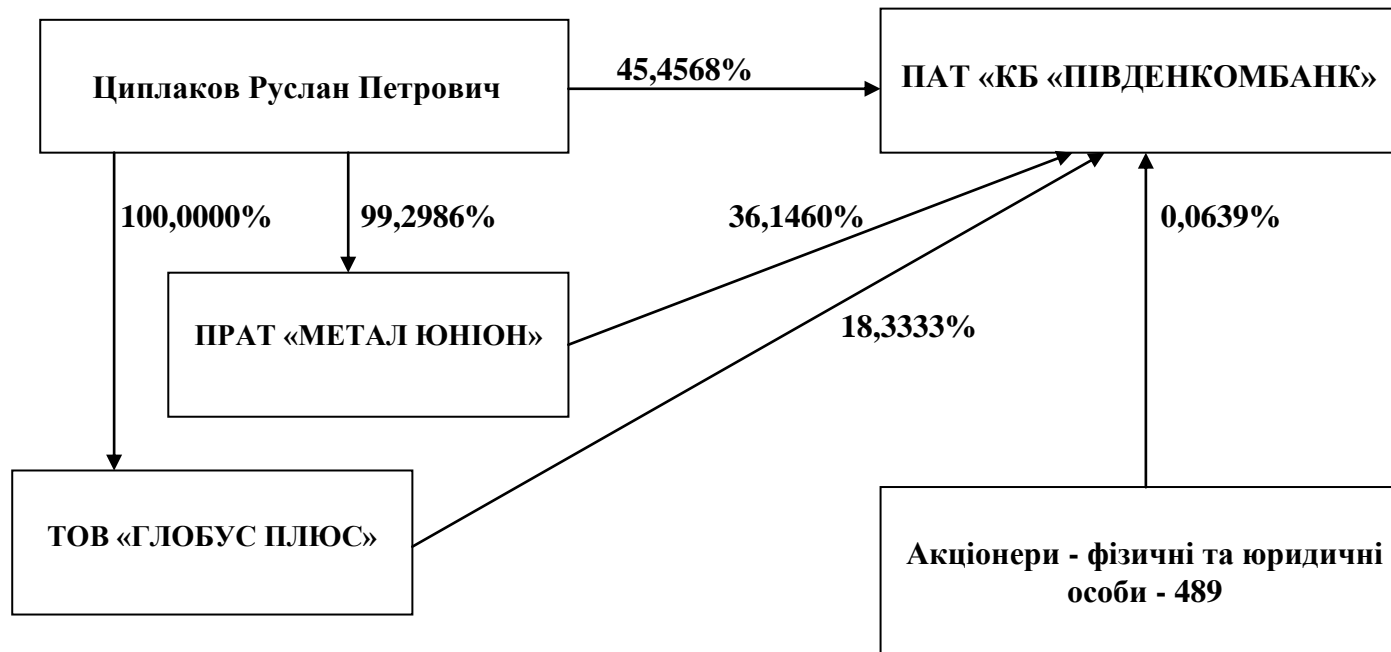 Циплаков Руслан Петрович
45,4568%
ПАТ «КБ «ПІВДЕНКОМБАНК»
100,0000%
99,2986%
36,1460%
0,0639%
ПРАТ «МЕТАЛ ЮНІОН»
18,3333%
ТОВ «ГЛОБУС ПЛЮС»
Акціонери - фізичні та юридичні
особи - 489